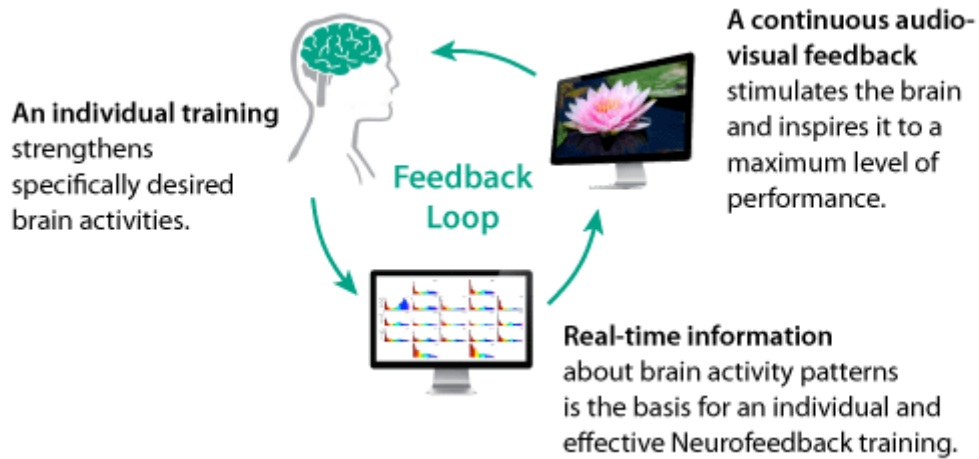 An individual training
strengthens
specifically desired
brain activities.
Feedback
Loop
A continuous audio-
visual feedback
stimulates the brain
and inspires it to a
maximum level of
performance.
Real-time information
about brain activity patterns
is the basis for an individual and
effective Neurofeedback training.